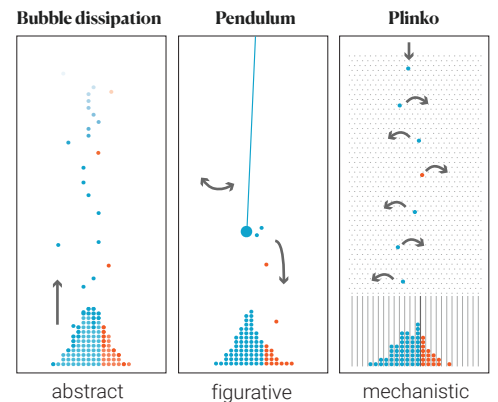 Bubble dissipation
Pendulum
Plinko
abstract
figurative
mechanistic